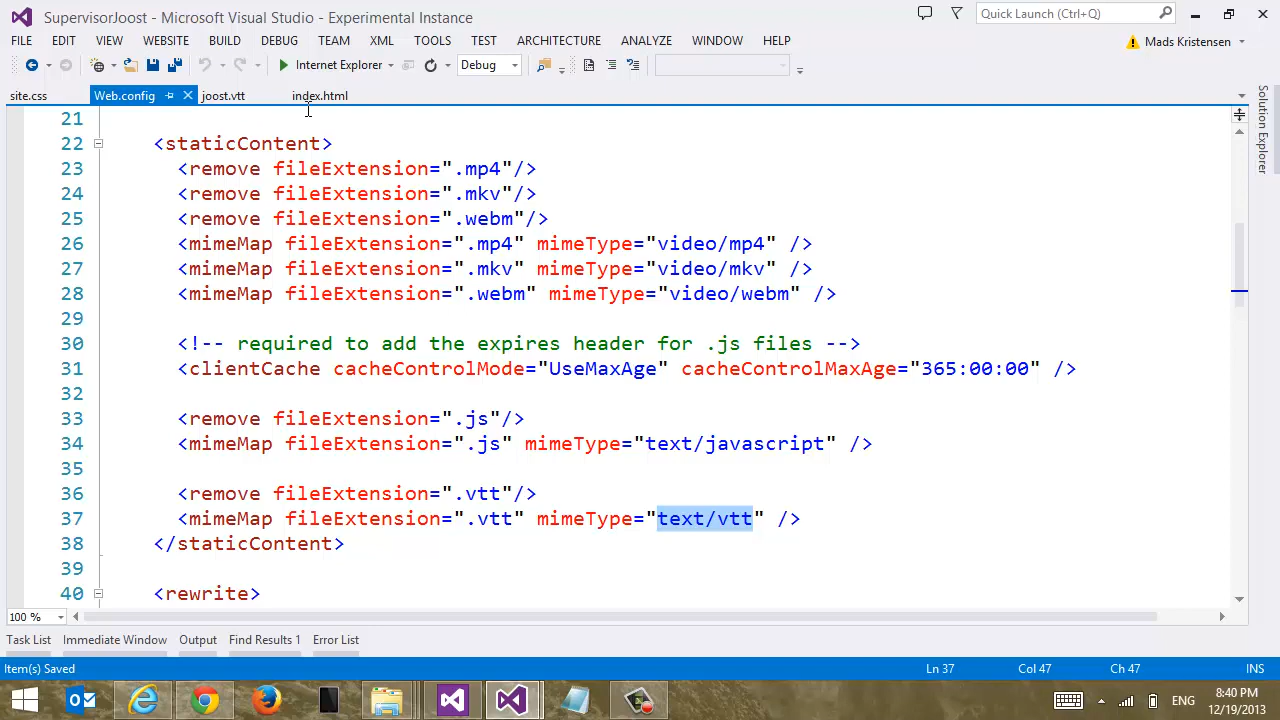 SupervisorJoost - Microsoft Visual Studio - Experimental Instance
Quick Launch (Ctrl+Q)
FILE EDIT VIEW WEBSITE BUILD DEBUG TEAM XML TOOLS TEST ARCHITECTURE ANALYZE WINDOW HELP
Mads Kristensen
Internet Explorer Debug
site.css Web.config joost.vtt index.html
Solution Explorer
21
22 <staticContent>
23 <remove fileExtension=".mp4"/>
24 <remove fileExtension=".mkv"/>
25 <remove fileExtension=".webm"/>
26 <mimeMap fileExtension=".mp4" mimeType="video/mp4" />
27 <mimeMap fileExtension=".mkv" mimeType="video/mkv" />
28 <mimeMap fileExtension=".webm" mimeType="video/webm" />
29
30 <!-- required to add the expires header for .js files -->
31 <clientCache cacheControlMode="UseMaxAge" cacheControlMaxAge="365:00:00" />
32
33 <remove fileExtension=".js"/>
34 <mimeMap fileExtension=".js" mimeType="text/javascript" />
35
36 <remove fileExtension=".vtt"/>
37 <mimeMap fileExtension=".vtt" mimeType="text/vtt" />
38 </staticContent>
39
40 <rewrite>
100 %
Task List Immediate Window Output Find Results 1 Error List
Item(s) Saved Ln 37 Col 47 Ch 47 INS
ENG
8:40 PM
12/19/2013